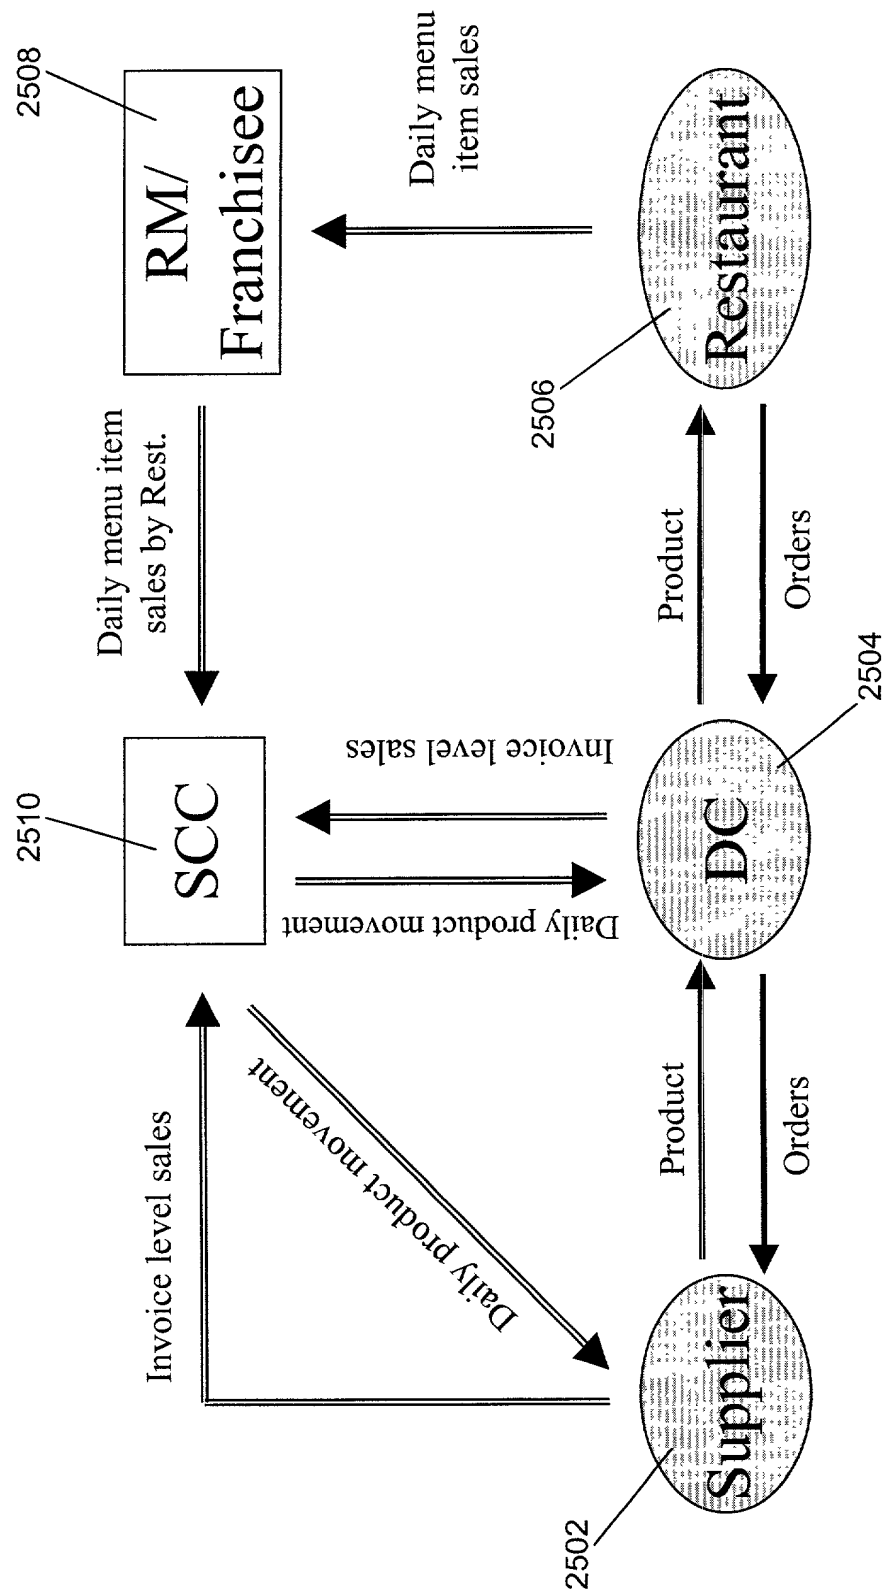 2510
2508
SCC
RM/
Franchisee
Invoice level sales
Daily menu item
sales by Rest.
Daily product movement
Daily product movement
Invoice level sales
Daily menu
item sales
2502
2506
Product
Product
Supplier
DC
Restaurant
Orders
Orders
2504